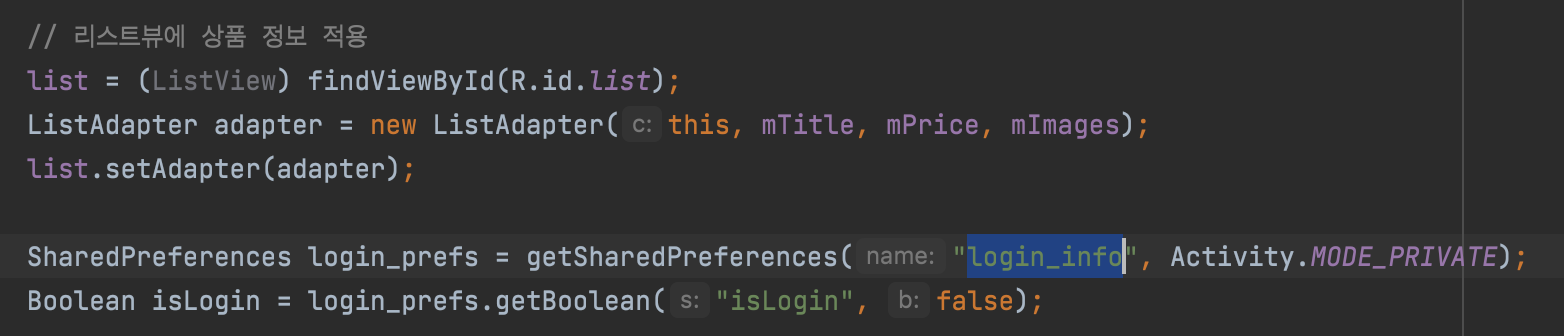 // 리스트뷰에 상품 정보 적용
list = (ListView) findViewById(R.id.list);
ListAdapter adapter = new ListAdapter( c: this, mTitle, mPrice, mImages);
list.setAdapter(adapter);
SharedPreferences login_prefs = getSharedPreferences( name: "login_info", Activity.MODE_PRIVATE);
Boolean isLogin = login_prefs.getBoolean( s: "isLogin", b: false);